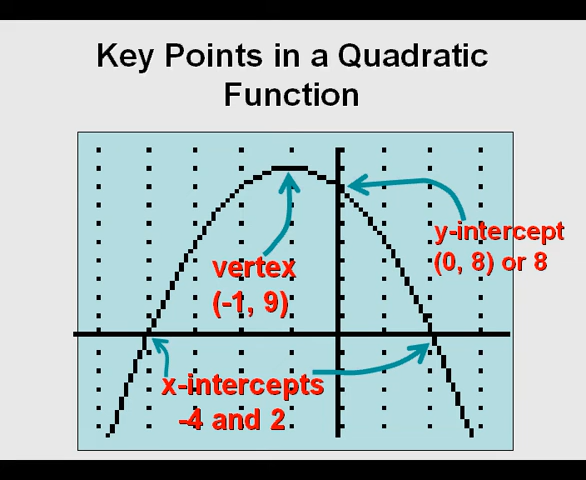 Key Points in a Quadratic
Function
y-intercept
(0, 8) or 8
vertex
(-1, 9)
x-intercepts
-4 and 2